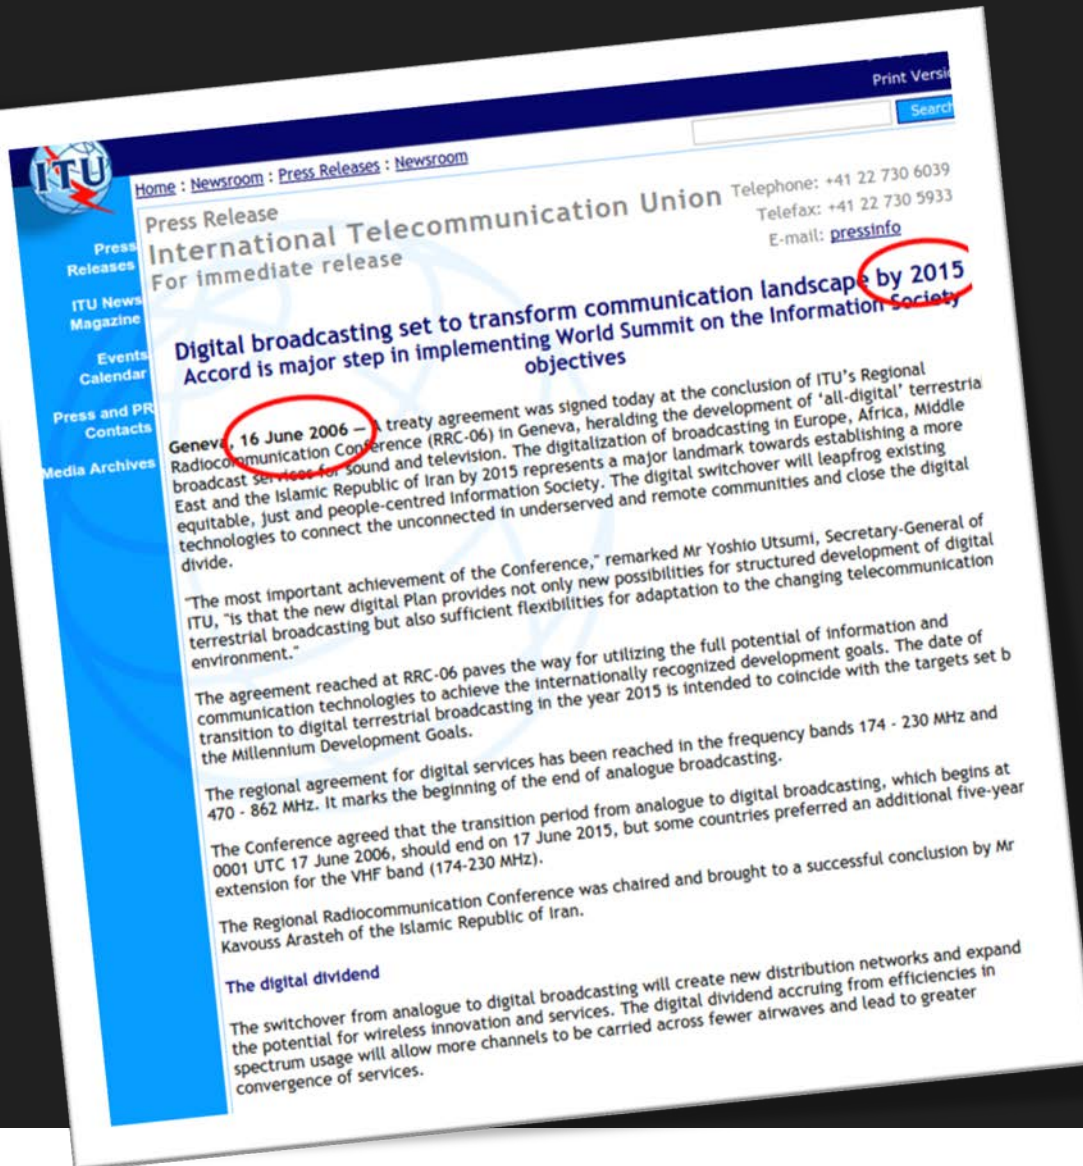 Print Versi
Search
ITU
Home : Newsroom : Press Releases : Newsroom
Press Release
International Telecommunication Union
For immediate release
Telephone: +41 22 730 6039
Telefax: +41 22 730 5933
E-mail: pressinfo
Press
Releases
ITU News
Magazine
Events
Calendar
Press and PR
Contacts
Media Archives
Digital broadcasting set to transform communication landscape by 2015
Accord is major step in implementing World Summit on the Information Society
objectives
Geneva, 16 June 2006 — A treaty agreement was signed today at the conclusion of ITU's Regional
Radiocommunication Conference (RRC-06) in Geneva, heralding the development of 'all-digital' terrestria
broadcast services for sound and television. The digitalization of broadcasting in Europe, Africa, Middle
East and the Islamic Republic of Iran by 2015 represents a major landmark towards establishing a more
equitable, just and people-centred Information Society. The digital switchover will leapfrog existing
technologies to connect the unconnected in underserved and remote communities and close the digital
divide.
"The most important achievement of the Conference," remarked Mr Yoshio Utsumi, Secretary-General of
ITU, "is that the new digital Plan provides not only new possibilities for structured development of digital
terrestrial broadcasting but also sufficient flexibilities for adaptation to the changing telecommunication
environment."
The agreement reached at RRC-06 paves the way for utilizing the full potential of information and
communication technologies to achieve the internationally recognized development goals. The date of
transition to digital terrestrial broadcasting in the year 2015 is intended to coincide with the targets set b
the Millennium Development Goals.
The regional agreement for digital services has been reached in the frequency bands 174 - 230 MHz and
470 - 862 MHz. It marks the beginning of the end of analogue broadcasting.
The Conference agreed that the transition period from analogue to digital broadcasting, which begins at
0001 UTC 17 June 2006, should end on 17 June 2015, but some countries preferred an additional five-year
extension for the VHF band (174-230 MHz).
The Regional Radiocommunication Conference was chaired and brought to a successful conclusion by Mr
Kavouss Arasteh of the Islamic Republic of Iran.
The digital dividend
The switchover from analogue to digital broadcasting will create new distribution networks and expand
the potential for wireless innovation and services. The digital dividend accruing from efficiencies in
spectrum usage will allow more channels to be carried across fewer airwaves and lead to greater
convergence of services.